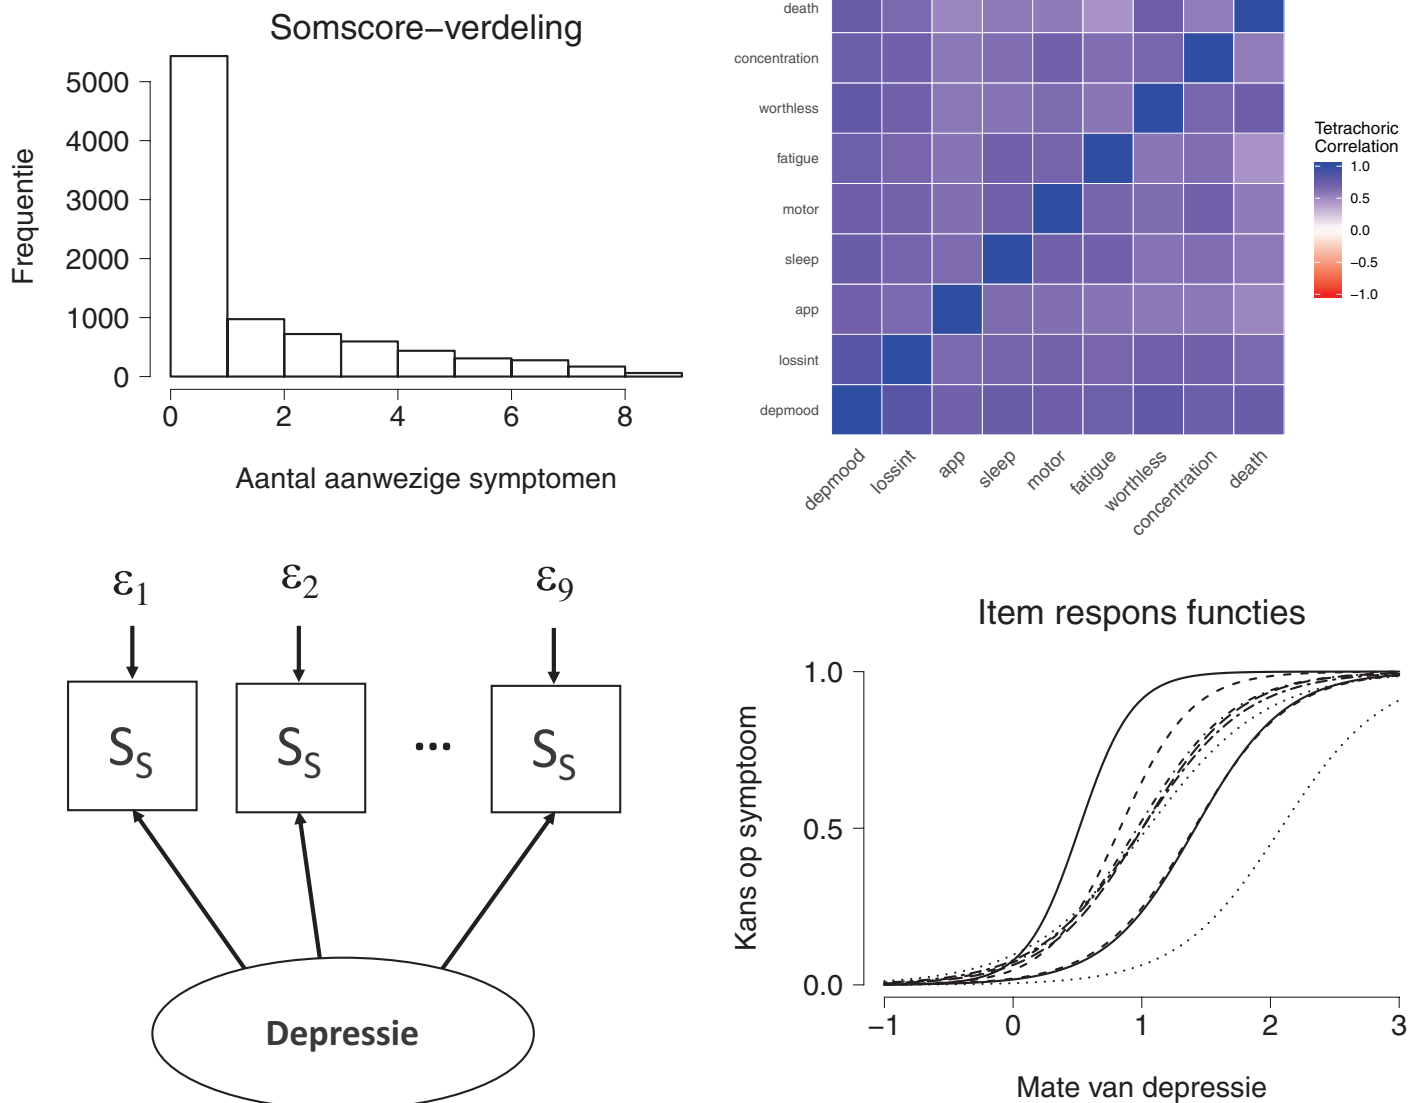 Somscore−verdeling
Frequentie
5000
4000
3000
2000
1000
0
0 2 4 6 8
Aantal aanwezige symptomen
death
concentration
worthless
fatigue
motor
sleep
app
lossint
depmood
depmood lossint app sleep motor fatigue worthless concentration death
Tetrachoric
Correlation
1.0
0.5
0.0
−0.5
−1.0
ε1 ε2 ε9
SS SS ... SS
Depressie
Item respons functies
Kans op symptoom
1.0
0.5
0.0
−1 0 1 2 3
Mate van depressie